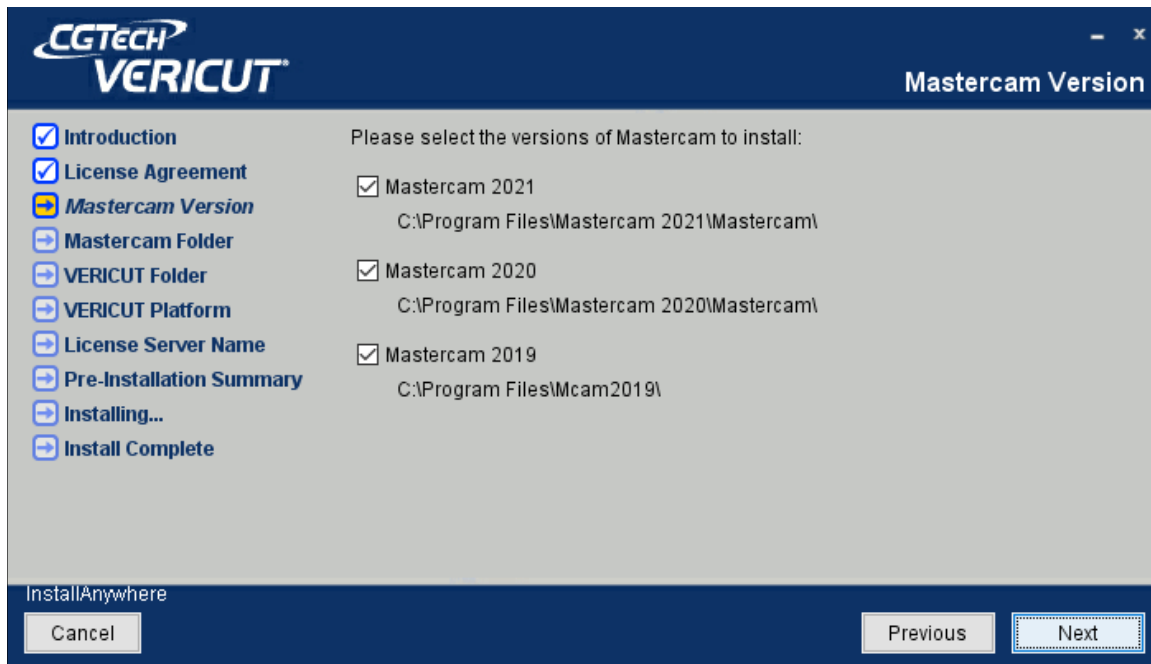 CGTECH
VERICUT®
Mastercam Version
Introduction
License Agreement
Mastercam Version
Mastercam Folder
VERICUT Folder
VERICUT Platform
License Server Name
Pre-Installation Summary
Installing...
Install Complete
Please select the versions of Mastercam to install:
Mastercam 2021
C:\Program Files\Mastercam 2021\Mastercam\
Mastercam 2020
C:\Program Files\Mastercam 2020\Mastercam\
Mastercam 2019
C:\Program Files\Mcam2019\
InstallAnywhere
Cancel
Previous
Next